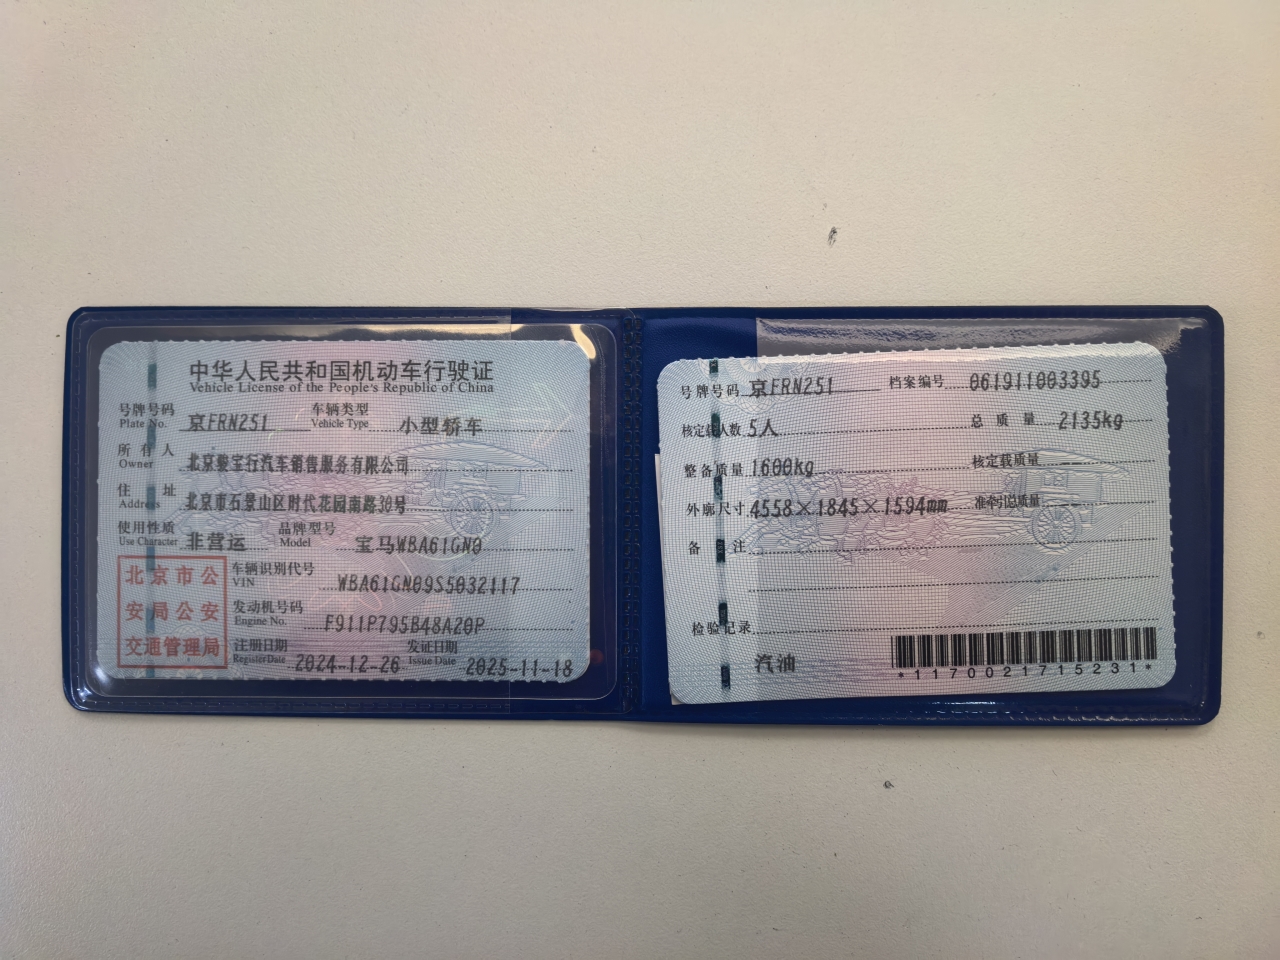 中华人民共和国机动车行驶证
Vehicle License of the People's Republic of China
号牌号码 京FRN251 车辆类型 小型轿车
Plate No. Vehicle Type
所有人 北京骏宝行汽车销售服务有限公司
Owner
住址 北京市石景山区时代花园南路30号
Address
使用性质 非营运 品牌型号 宝马WBA61GN0
Use Character Model
北京市公安局公安交通管理局
车辆识别代号 WBA61GN09S5032117
VIN
发动机号码 F911P795B48A20P
Engine No.
注册日期 2024-12-26 发证日期 2025-11-18
Register Date Issue Date
号牌号码 京FRN251 档案编号 061911003395
核定载人数 5人 总质量 2135kg
整备质量 1600kg 核定载质量
外廓尺寸 4558×1845×1594mm 准牵引总质量
备注
检验记录
汽油
*1170021715231*